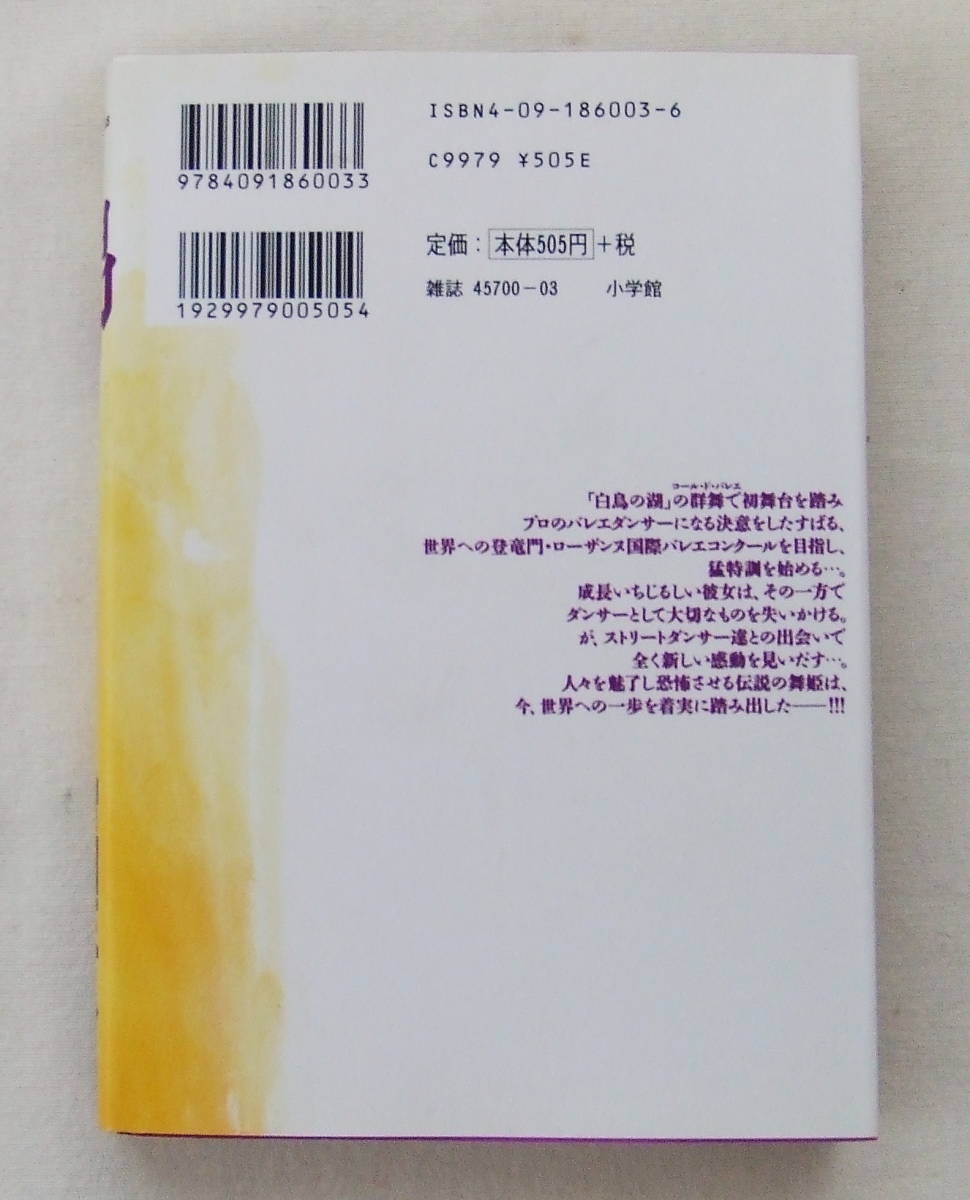 ISBN4-09-186003-6
9784091860033
C9979 ¥505E
定価：本体505円＋税
1929979005054
雑誌 45700-03 小学館
コール・ド・バレエ
「白鳥の湖」の群舞で初舞台を踏み
プロのバレエダンサーになる決意をしたすばる、
世界への登竜門・ローザンヌ国際バレエコンクールを目指し、
猛特訓を始める…。
成長いちじるしい彼女は、その一方で
ダンサーとして大切なものを失いかける。
が、ストリートダンサー達との出会いで
全く新しい感動を見いだす…。
人々を魅了し恐怖させる伝説の舞姫は、
今、世界への一歩を着実に踏み出した──!!!